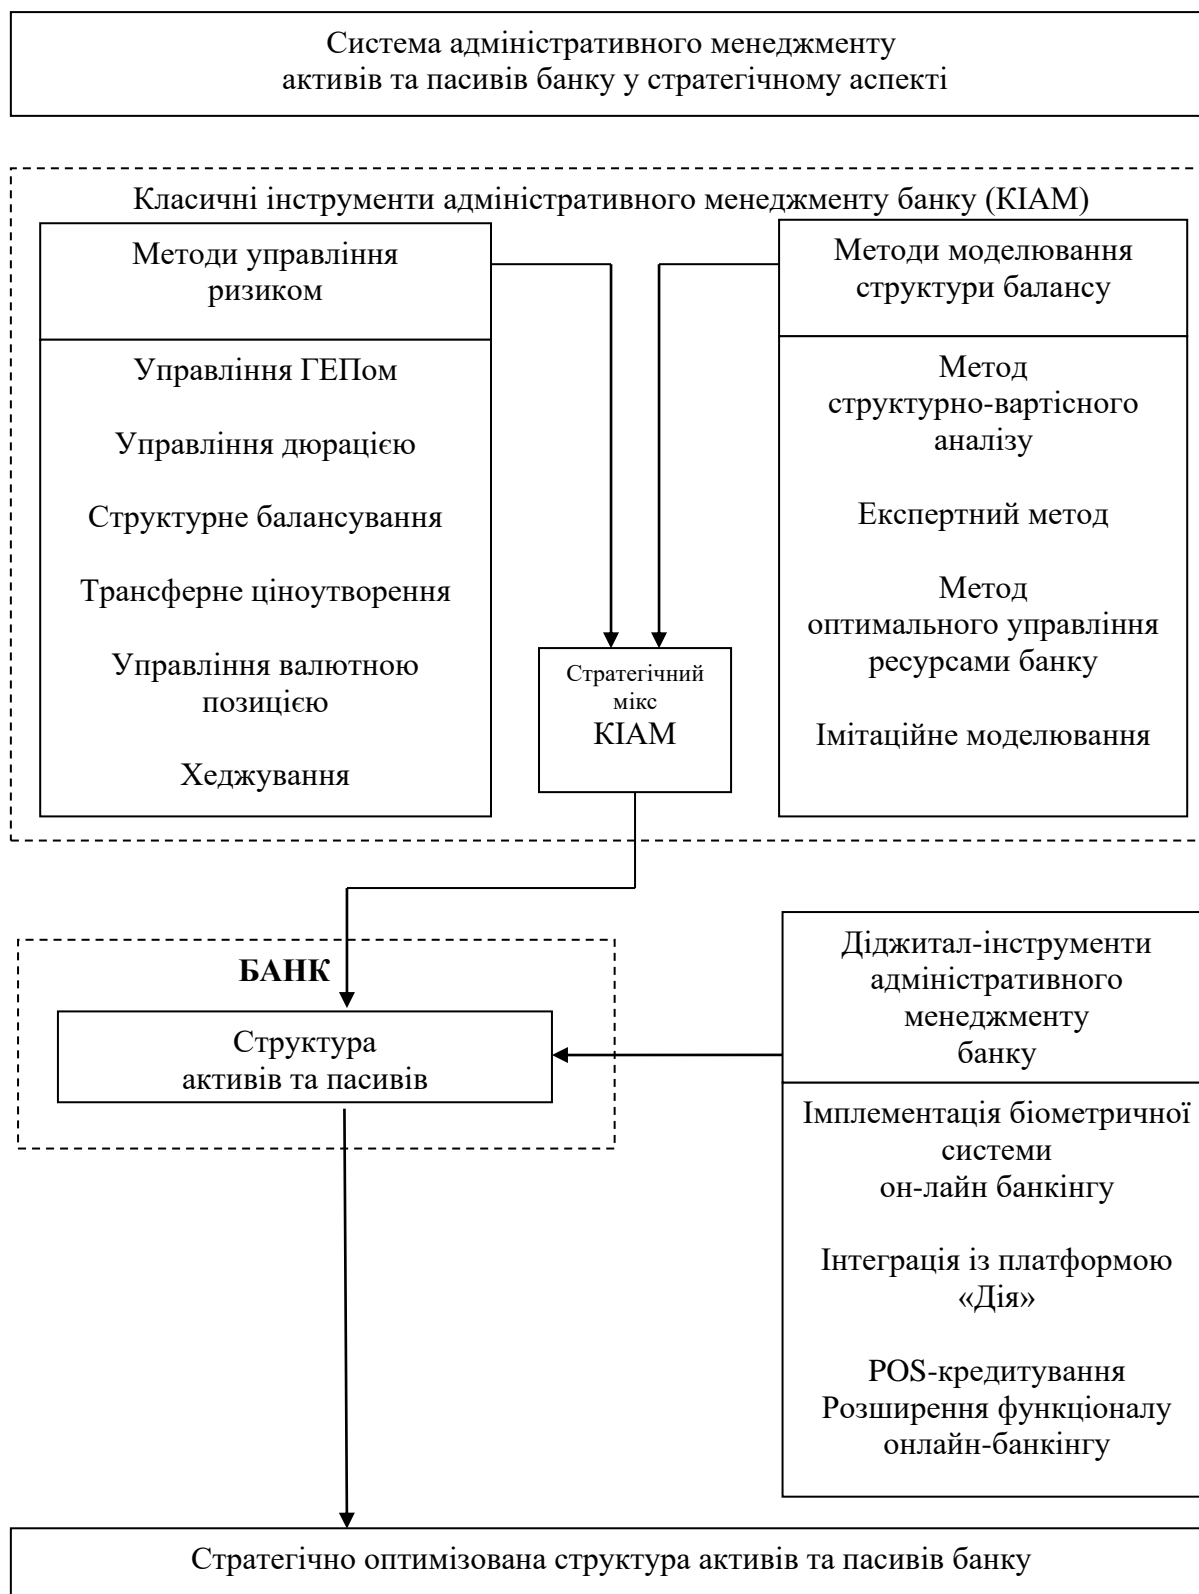 Система адміністративного менеджменту
активів та пасивів банку у стратегічному аспекті
Класичні інструменти адміністративного менеджменту банку (КІАМ)
Методи управління
ризиком
Управління ГЕПом
Управління дюрацією
Структурне балансування
Трансферне ціноутворення
Управління валютною
позицією
Хеджування
Стратегічний
мікс
КІАМ
Методи моделювання
структури балансу
Метод
структурно-вартісного
аналізу
Експертний метод
Метод
оптимального управління
ресурсами банку
Імітаційне моделювання
БАНК
Структура
активів та пасивів
Діджитал-інструменти
адміністративного
менеджменту
банку
Імплементація біометричної
системи
он-лайн банкінгу
Інтеграція із платформою
«Дія»
POS-кредитування
Розширення функціоналу
онлайн-банкінгу
Стратегічно оптимізована структура активів та пасивів банку